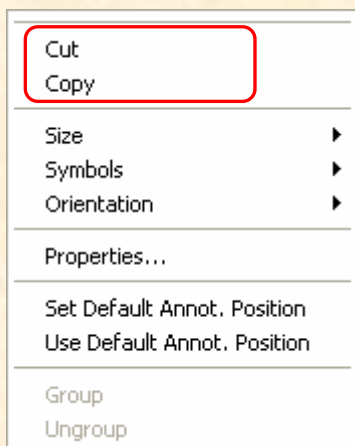 Cut
Copy
Size
Symbols
Orientation
Properties...
Set Default Annot. Position
Use Default Annot. Position
Group
Ungroup